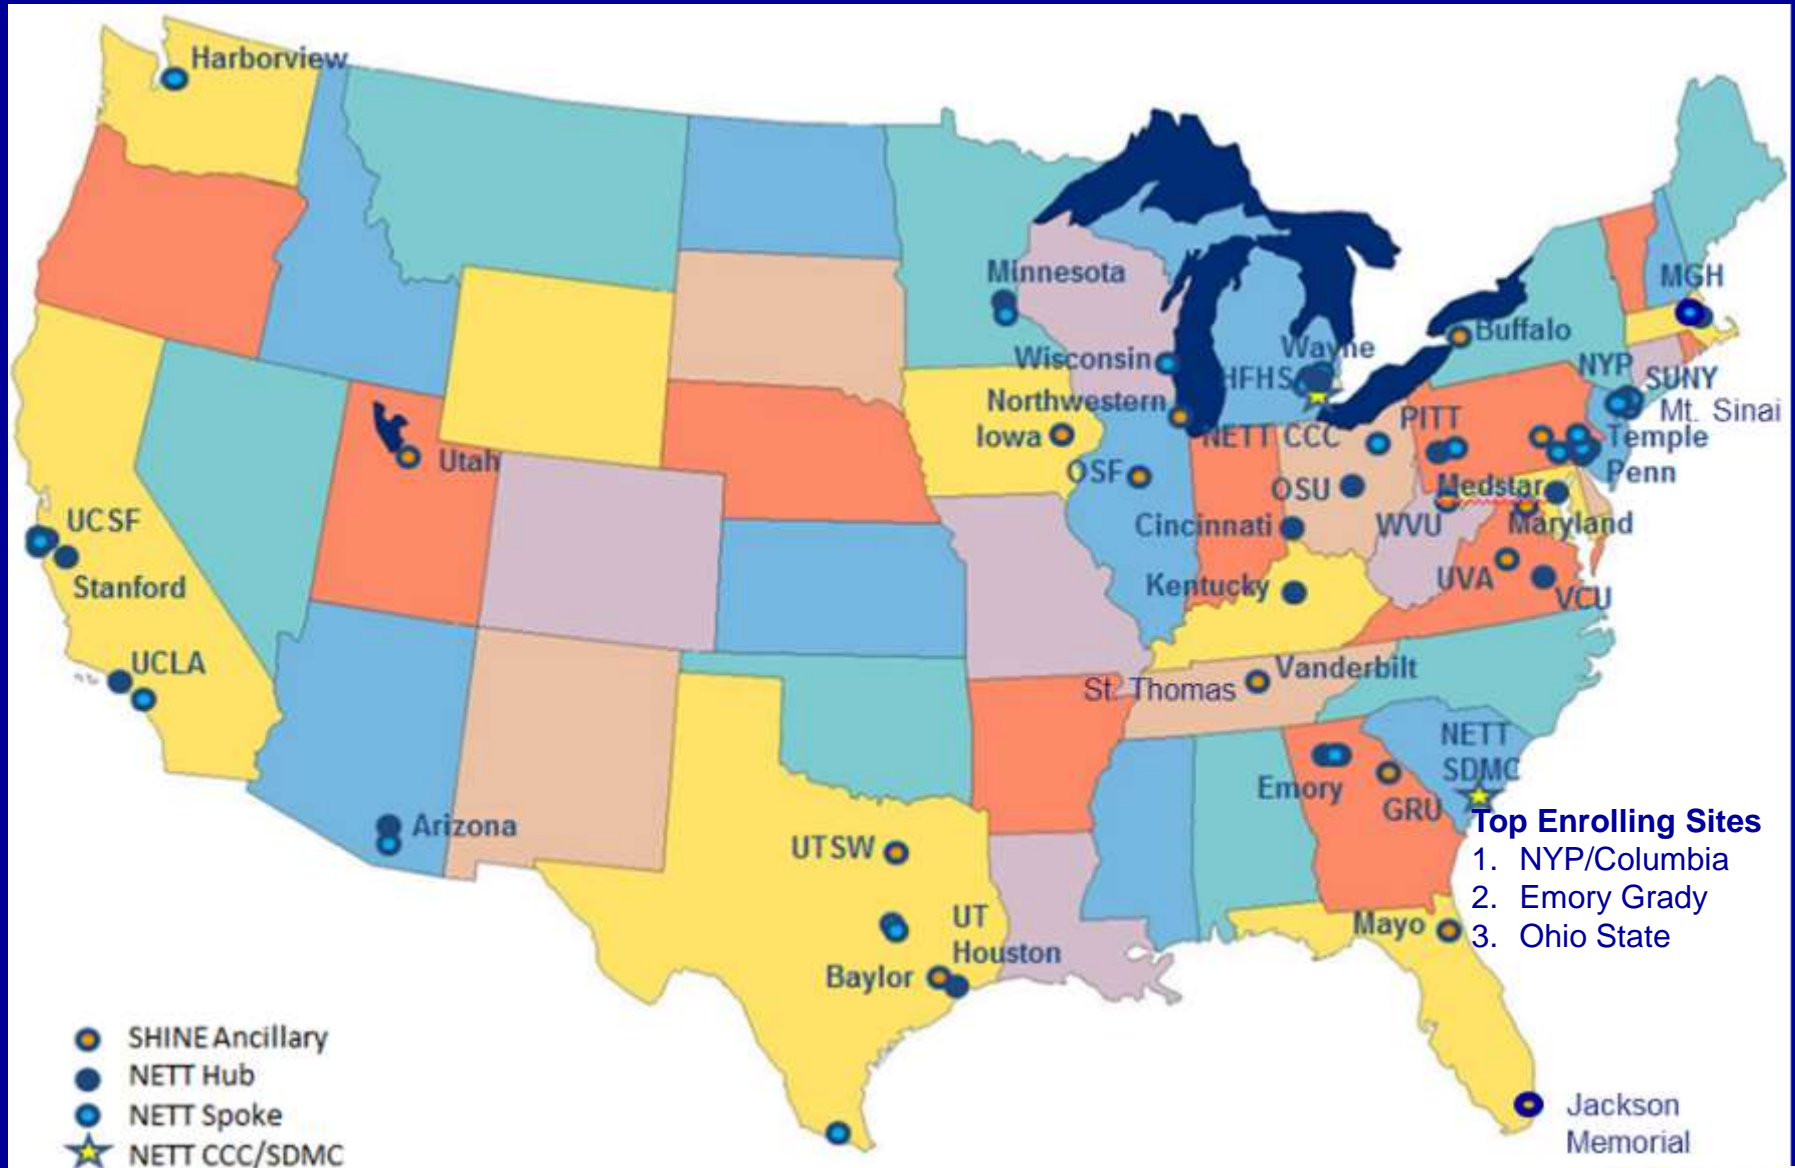 Harborview
Minnesota
MGH
Wisconsin
Wayne
Buffalo
HFHS
NYP
SUNY
Northwestern
Mt. Sinai
Iowa
NETT CCC
PITT
Temple
Utah
OSF
OSU
Medstar
Penn
UCSF
Cincinnati
WVU
Maryland
Stanford
Kentucky
UVA
VCU
UCLA
Vanderbilt
St. Thomas
NETT
SDMC
Emory
GRU
Arizona
UTSW
Top Enrolling Sites
1. NYP/Columbia
2. Emory Grady
3. Ohio State
UT
Houston
Mayo
Baylor
SHINE Ancillary
NETT Hub
NETT Spoke
NETT CCC/SDMC
Jackson
Memorial